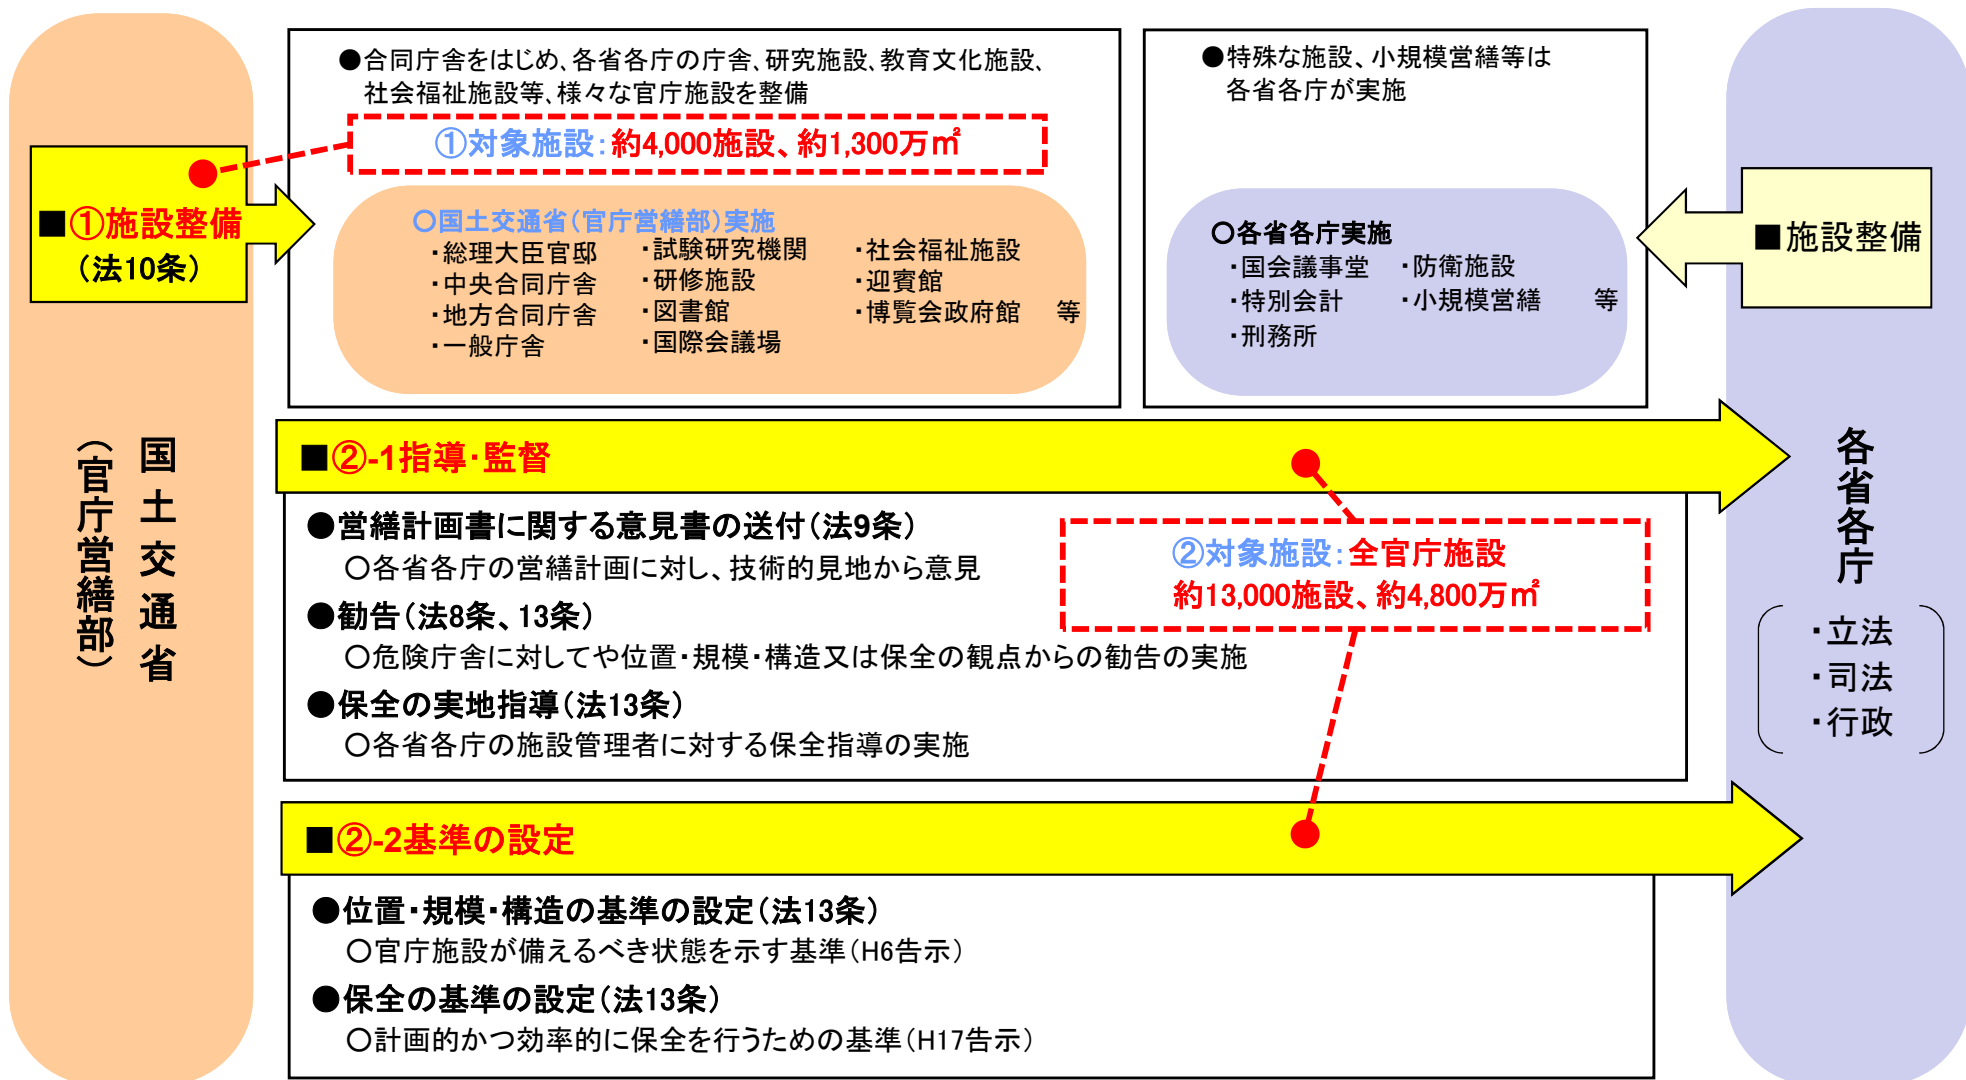 国土交通省
（官庁営繕部）
■①施設整備
（法10条）
●合同庁舎をはじめ、各省各庁の庁舎、研究施設、教育文化施設、
社会福祉施設等、様々な官庁施設を整備
①対象施設：約4,000施設、約1,300万㎡
○国土交通省（官庁営繕部）実施
・総理大臣官邸
・中央合同庁舎
・地方合同庁舎
・一般庁舎
・試験研究機関
・研修施設
・図書館
・国際会議場
・社会福祉施設
・迎賓館
・博覧会政府館　等
●特殊な施設、小規模営繕等は
各省各庁が実施
○各省各庁実施
・国会議事堂
・特別会計
・刑務所
・防衛施設
・小規模営繕　等
■施設整備
各省各庁
・立法
・司法
・行政
■②-1指導・監督
●営繕計画書に関する意見書の送付（法9条）
○各省各庁の営繕計画に対し、技術的見地から意見
●勧告（法8条、13条）
○危険庁舎に対してや位置・規模・構造又は保全の観点からの勧告の実施
●保全の実地指導（法13条）
○各省各庁の施設管理者に対する保全指導の実施
②対象施設：全官庁施設
約13,000施設、約4,800万㎡
■②-2基準の設定
●位置・規模・構造の基準の設定（法13条）
○官庁施設が備えるべき状態を示す基準（H6告示）
●保全の基準の設定（法13条）
○計画的かつ効率的に保全を行うための基準（H17告示）